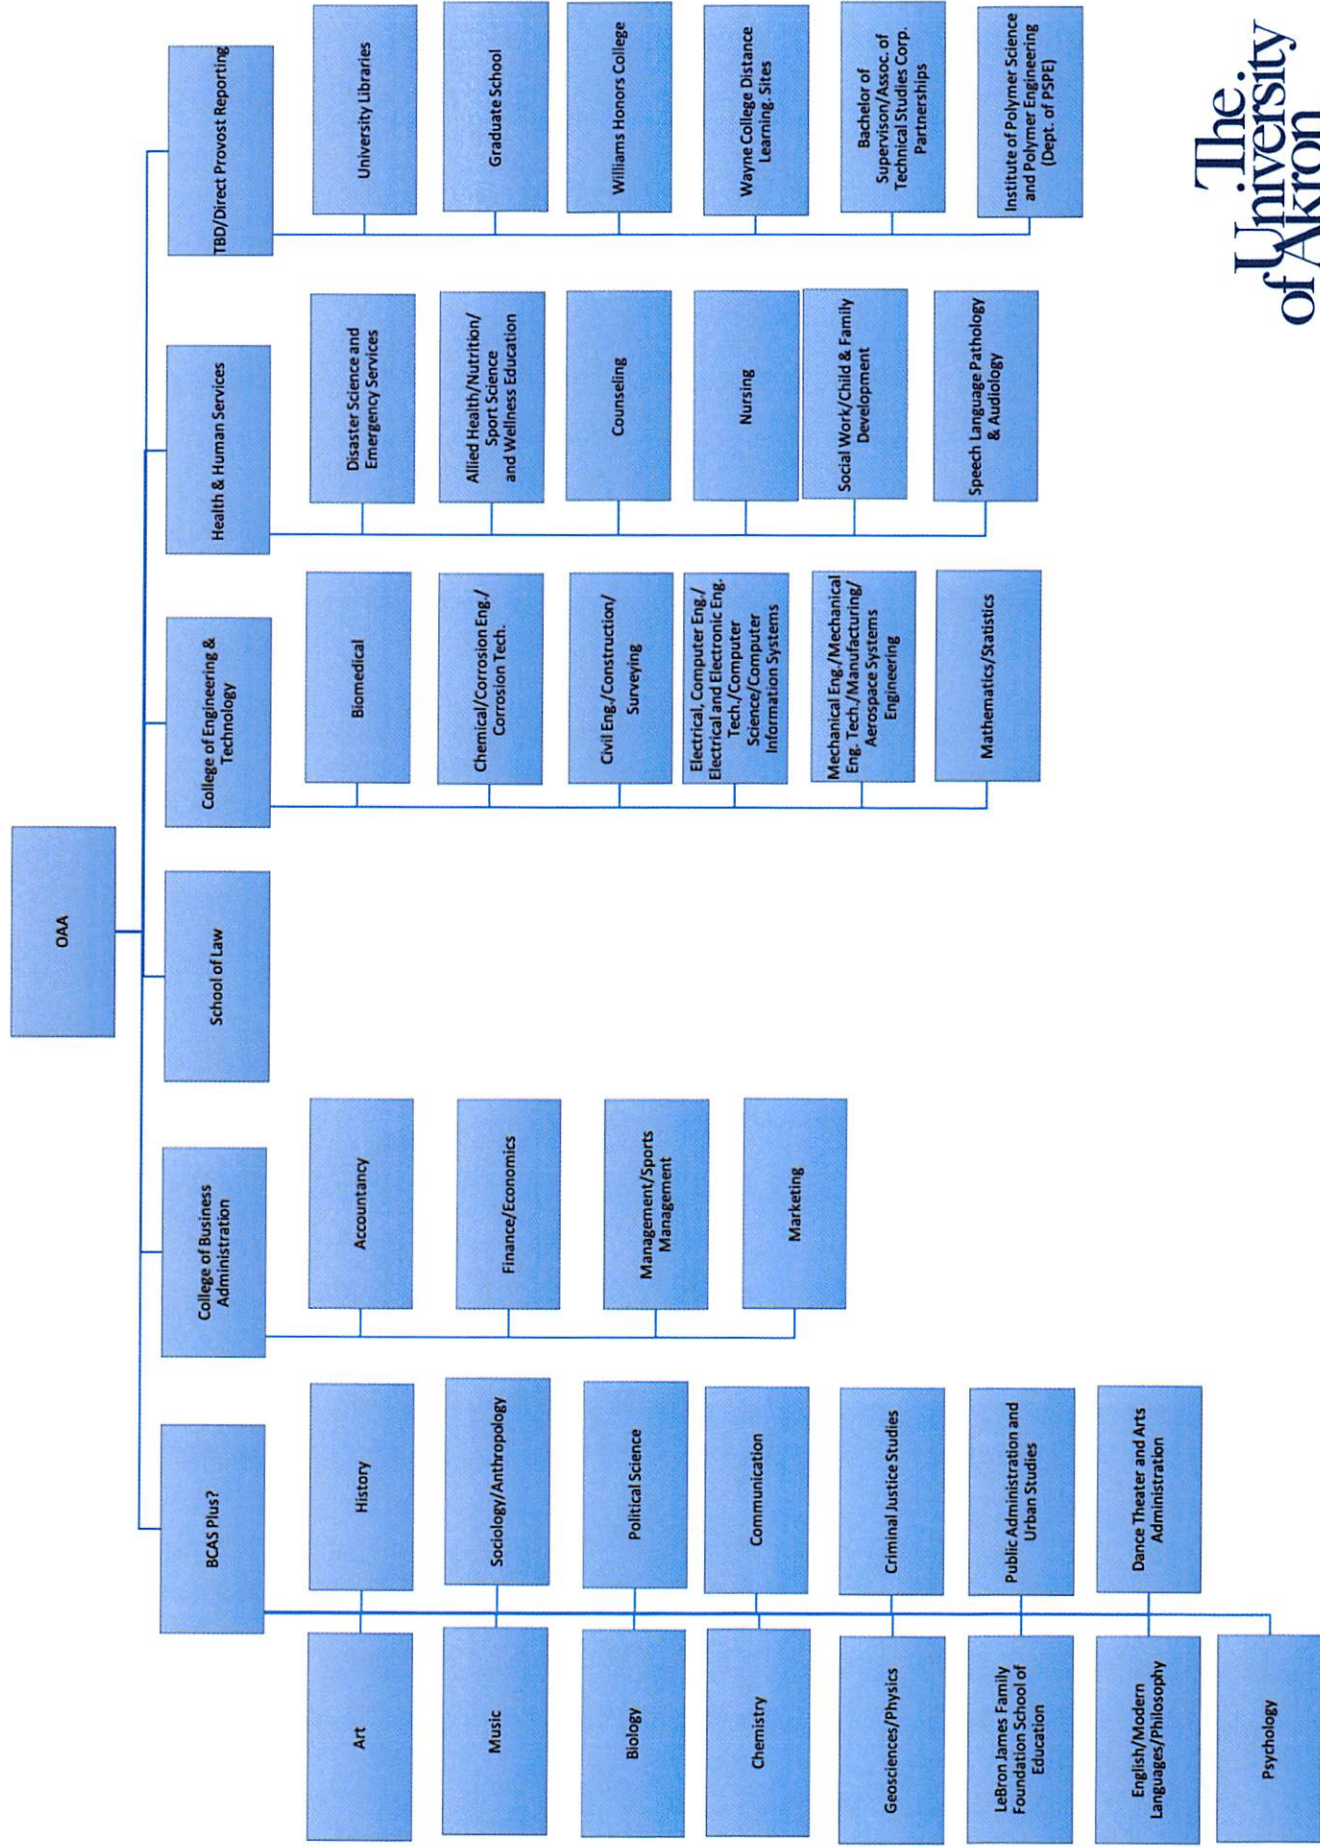 OAA
BCAS Plus?
Art
History
Music
Sociology/Anthropology
Biology
Political Science
Chemistry
Communication
Geosciences/Physics
Criminal Justice Studies
LeBron James Family
Foundation School of
Education
Public Administration and
Urban Studies
English/Modern
Languages/Philosophy
Dance Theater and Arts
Administration
Psychology
College of Business
Administration
Accountancy
Finance/Economics
Management/Sports
Management
Marketing
School of Law
College of Engineering &
Technology
Biomedical
Chemical/Corrosion Eng./
Corrosion Tech.
Civil Eng./Construction/
Surveying
Electrical, Computer Eng./
Electrical and Electronic Eng.
Tech./Computer
Science/Computer
Information Systems
Mechanical Eng./Mechanical
Eng. Tech./Manufacturing/
Aerospace Systems
Engineering
Mathematics/Statistics
Health & Human Services
Disaster Science and
Emergency Services
Allied Health/Nutrition/
Sport Science
and Wellness Education
Counseling
Nursing
Social Work/Child & Family
Development
Speech Language Pathology
& Audiology
TBD/Direct Provost Reporting
University Libraries
Graduate School
Williams Honors College
Wayne College Distance
Learning. Sites
Bachelor of
Supervison/Assoc. of
Technical Studies Corp.
Partnerships
Institute of Polymer Science
and Polymer Engineering
(Dept. of PSPE)
The
University
of Akron